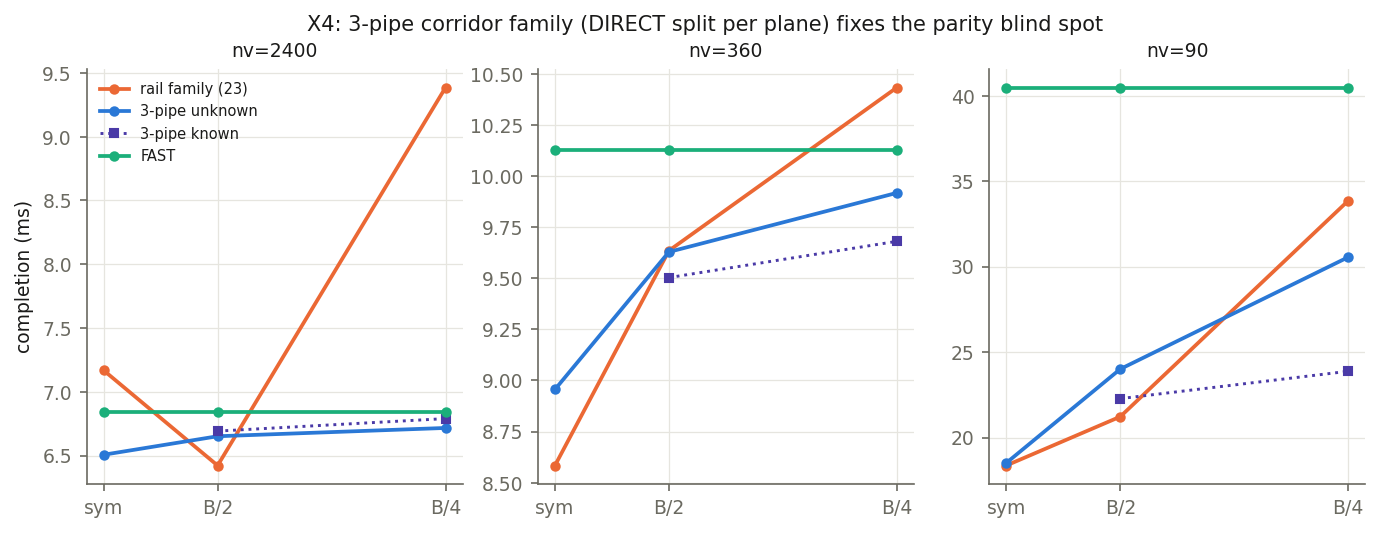 X4: 3-pipe corridor family (DIRECT split per plane) fixes the parity blind spot
nv=2400
nv=360
nv=90
completion (ms)
9.5
9.0
8.5
8.0
7.5
7.0
6.5
rail family (23)
3-pipe unknown
3-pipe known
FAST
sym
B/2
B/4
10.50
10.25
10.00
9.75
9.50
9.25
9.00
8.75
8.50
sym
B/2
B/4
40
35
30
25
20
sym
B/2
B/4